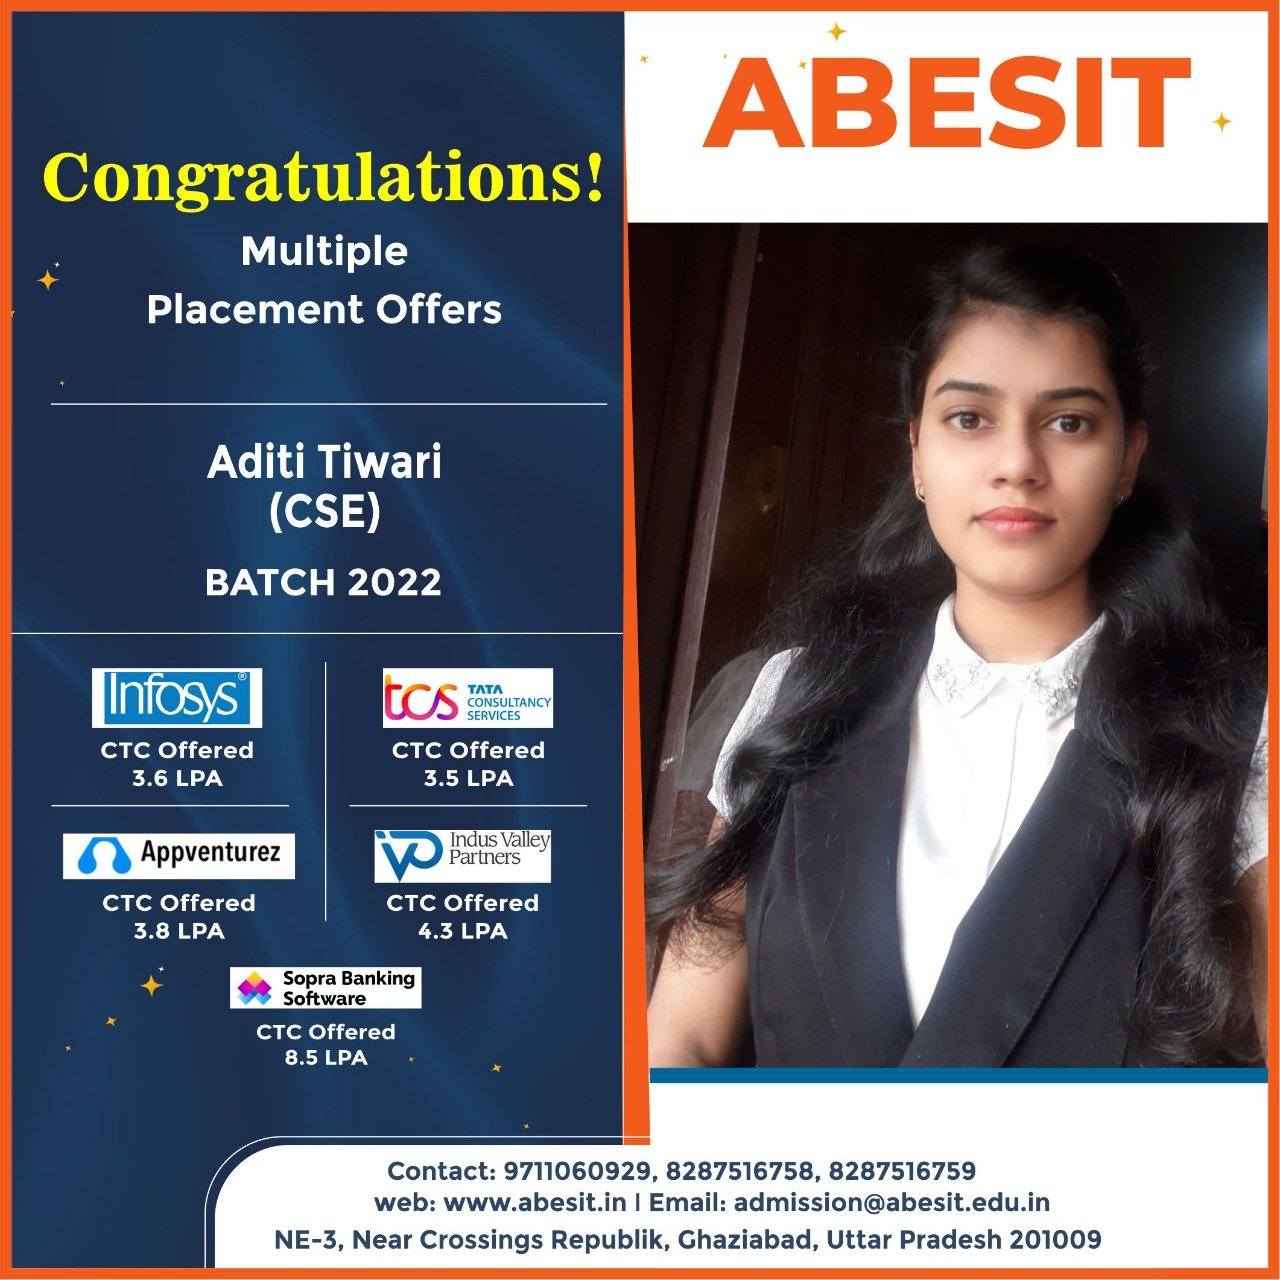 ABESIT
Congratulations!
Multiple
Placement Offers
Aditi Tiwari
(CSE)
BATCH 2022
Infosys®
CTC Offered
3.6 LPA
tcs TATA
CONSULTANCY
SERVICES
CTC Offered
3.5 LPA
Appventurez
CTC Offered
3.8 LPA
IVP Indus Valley
Partners
CTC Offered
4.3 LPA
Sopra Banking
Software
CTC Offered
8.5 LPA
Contact: 9711060929, 8287516758, 8287516759
web: www.abesit.in I Email: admission@abesit.edu.in
NE-3, Near Crossings Republik, Ghaziabad, Uttar Pradesh 201009